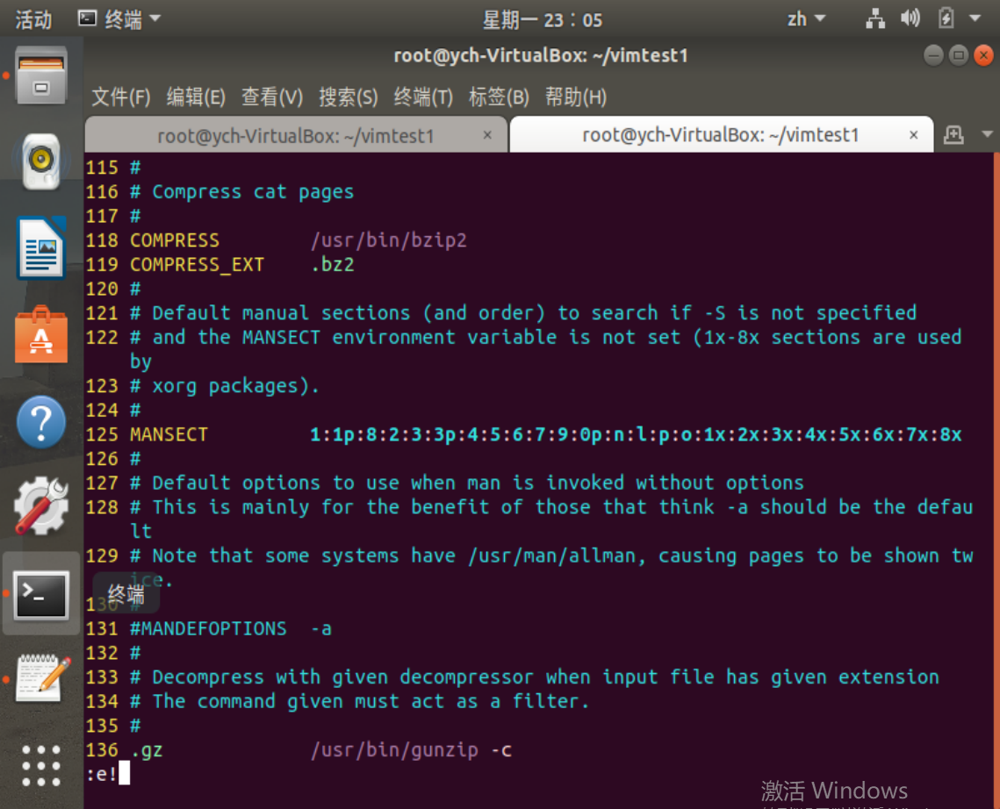 活动 终端 星期一 23：05 zh
root@ych-VirtualBox: ~/vimtest1
文件(F) 编辑(E) 查看(V) 搜索(S) 终端(T) 标签(B) 帮助(H)
root@ych-VirtualBox: ~/vimtest1 × root@ych-VirtualBox: ~/vimtest1 ×
115 #
116 # Compress cat pages
117 #
118 COMPRESS /usr/bin/bzip2
119 COMPRESS_EXT .bz2
120 #
121 # Default manual sections (and order) to search if -S is not specified
122 # and the MANSECT environment variable is not set (1x-8x sections are used
by
123 # xorg packages).
124 #
125 MANSECT 1:1p:8:2:3:3p:4:5:6:7:9:0p:n:l:p:o:1x:2x:3x:4x:5x:6x:7x:8x
126 #
127 # Default options to use when man is invoked without options
128 # This is mainly for the benefit of those that think -a should be the defau
lt
129 # Note that some systems have /usr/man/allman, causing pages to be shown tw
ice.
终端
130 #
131 #MANDEFOPTIONS -a
132 #
133 # Decompress with given decompressor when input file has given extension
134 # The command given must act as a filter.
135 #
136 .gz /usr/bin/gunzip -c
:e!
激活 Windows